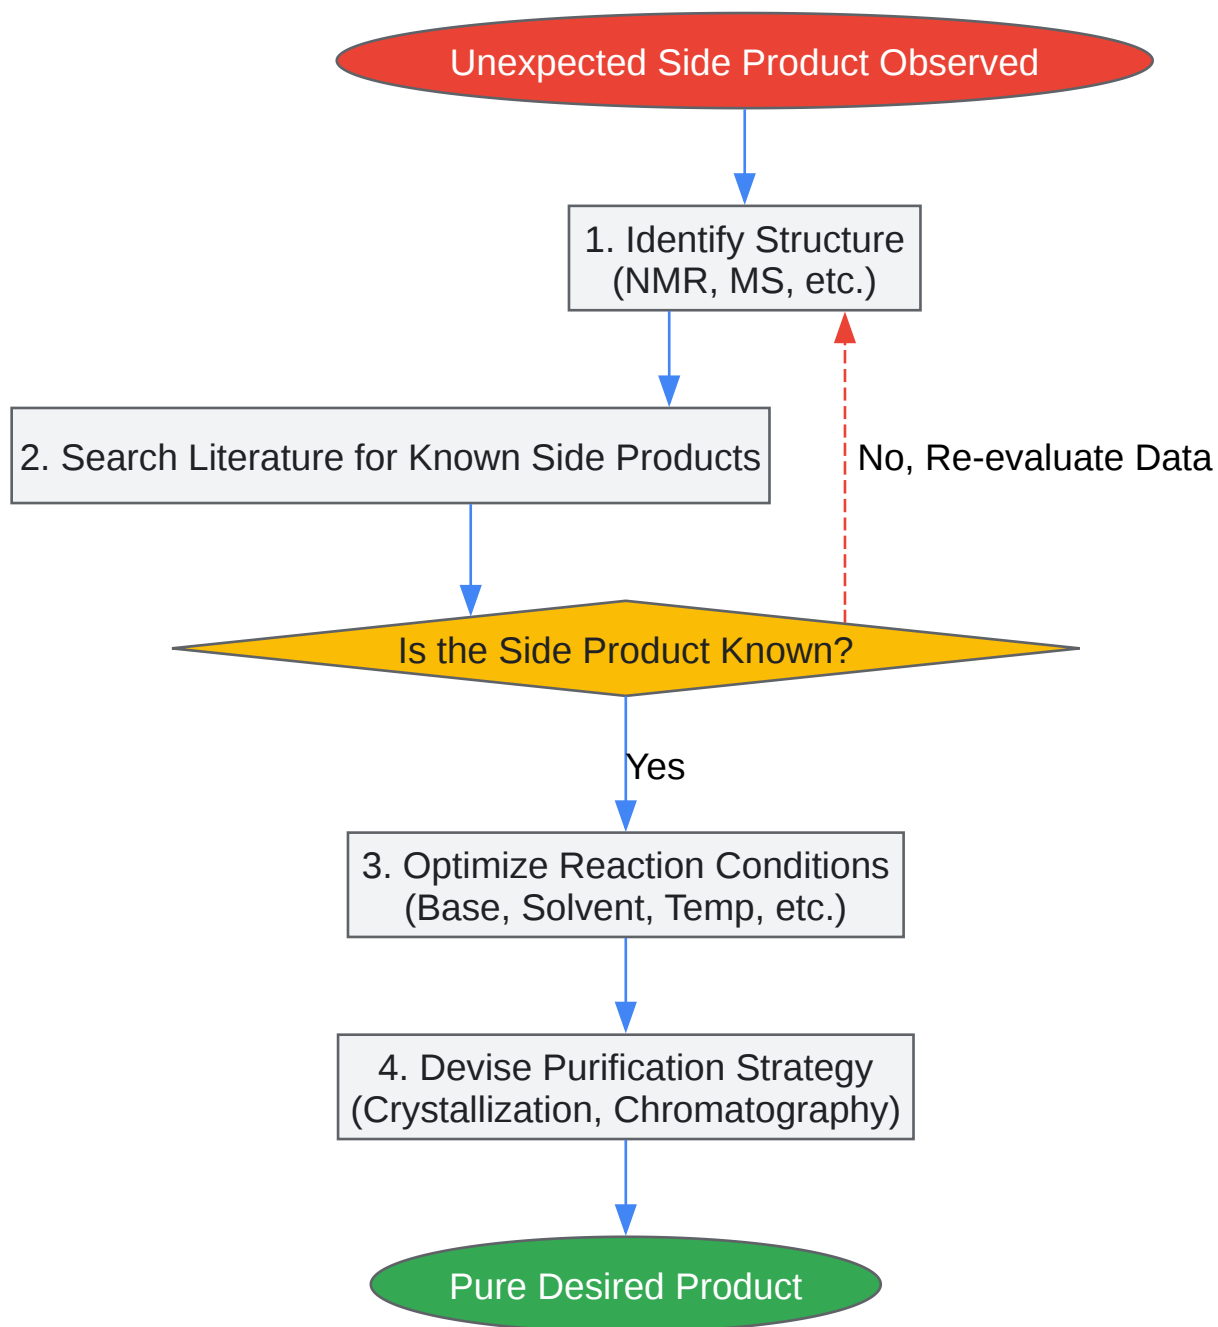 Unexpected Side Product Observed
1. Identify Structure
(NMR, MS, etc.)
2. Search Literature for Known Side Products
No, Re-evaluate Data
Is the Side Product Known?
Yes
3. Optimize Reaction Conditions
(Base, Solvent, Temp, etc.)
4. Devise Purification Strategy
(Crystallization, Chromatography)
Pure Desired Product